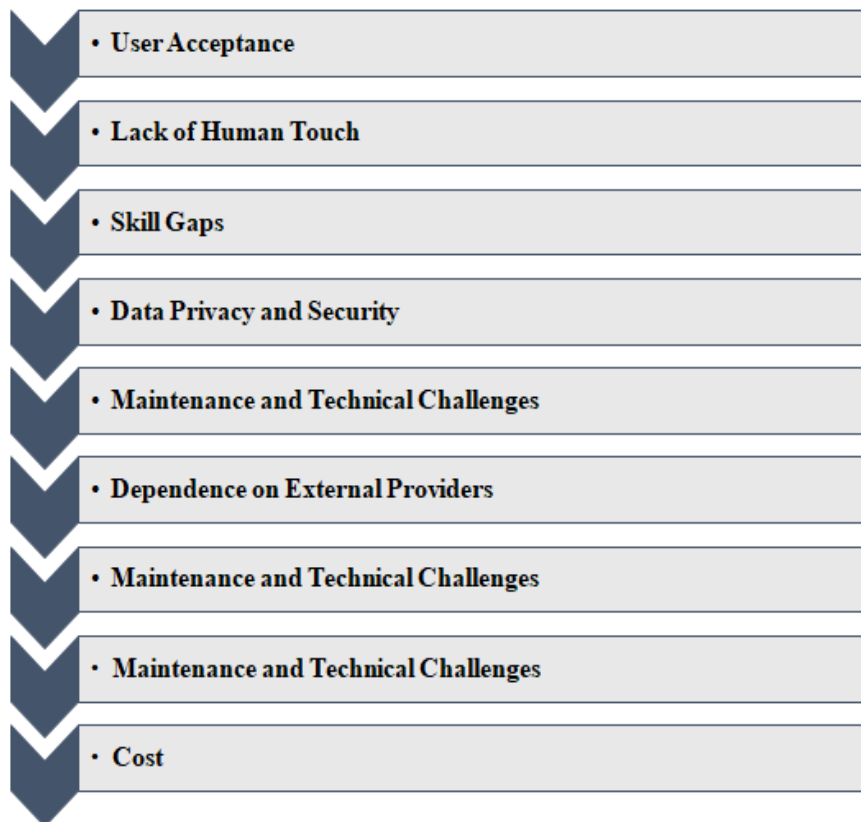 • User Acceptance
• Lack of Human Touch
• Skill Gaps
• Data Privacy and Security
• Maintenance and Technical Challenges
• Dependence on External Providers
• Maintenance and Technical Challenges
• Maintenance and Technical Challenges
• Cost